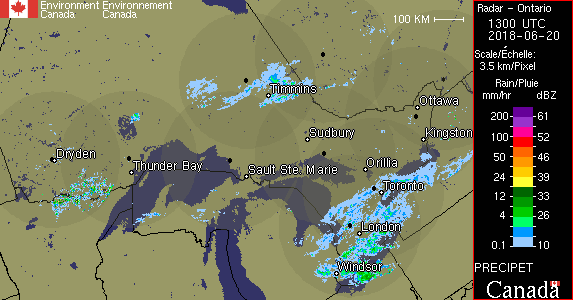 Environment Environnement
Canada Canada
100 KM
Timmins
Ottawa
Sudbury
Kingston
Dryden
Thunder Bay
Sault Ste. Marie
Orillia
Toronto
London
Windsor
Radar - Ontario
1300 UTC
2018-06-20
Scale/Échelle:
3.5 km/Pixel
Rain/Pluie
mm/hr dBZ
200 61
100 52
50 46
24 39
12 33
4 26
0.1 10
PRECIPET
Canada